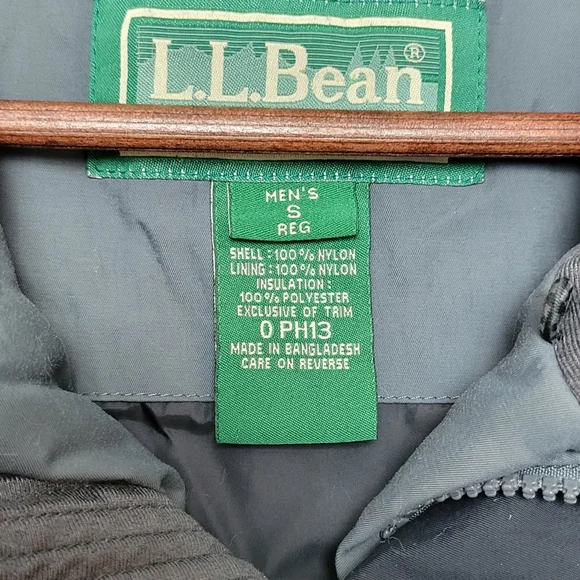 L.L.Bean®
MEN'S
S
REG
SHELL : 100% NYLON
LINING : 100% NYLON
INSULATION :
100% POLYESTER
EXCLUSIVE OF TRIM
0 PH13
MADE IN BANGLADESH
CARE ON REVERSE